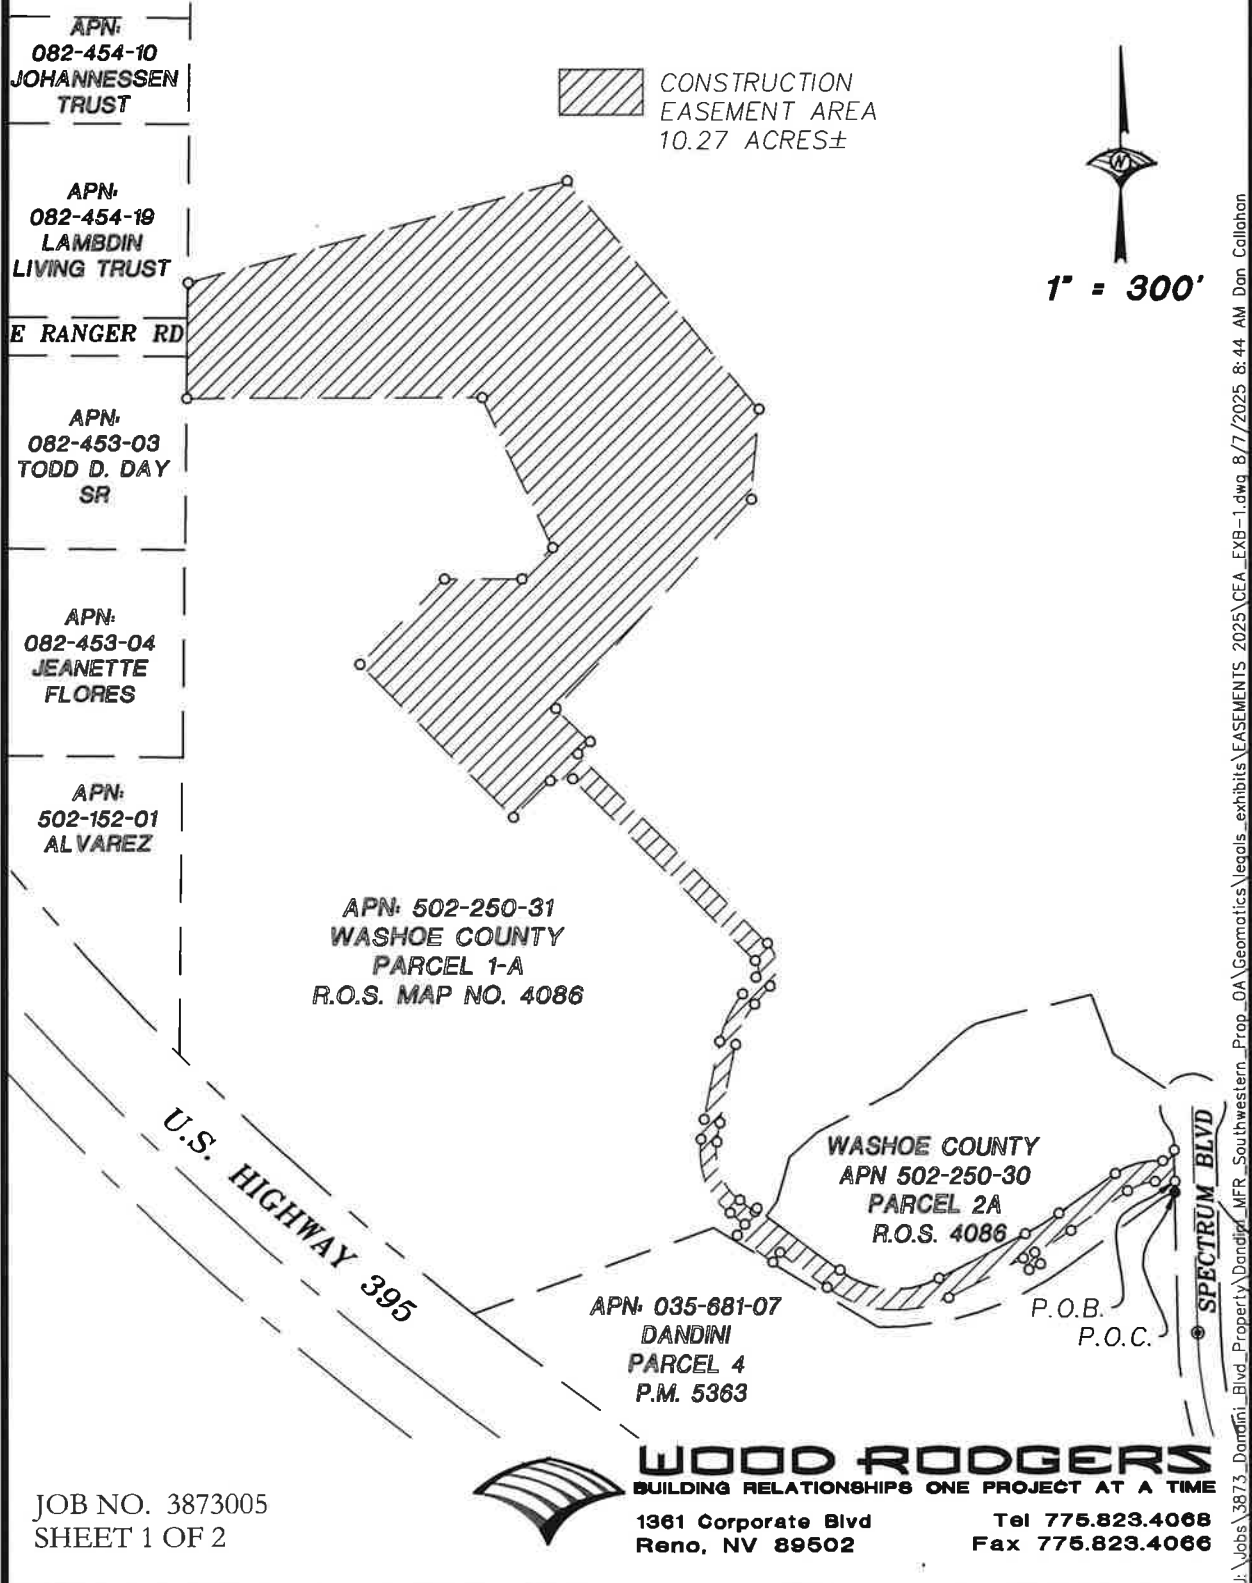 APN:
082-454-10
JOHANNESSEN
TRUST
CONSTRUCTION
EASEMENT AREA
10.27 ACRES±
N
1" = 300'
APN:
082-454-19
LAMBDIN
LIVING TRUST
E RANGER RD
APN:
082-453-03
TODD D. DAY
SR
APN:
082-453-04
JEANETTE
FLORES
APN:
502-152-01
ALVAREZ
APN: 502-250-31
WASHOE COUNTY
PARCEL 1-A
R.O.S. MAP NO. 4086
U.S. HIGHWAY 395
WASHOE COUNTY
APN 502-250-30
PARCEL 2A
R.O.S. 4086
SPECTRUM BLVD
P.O.B.
P.O.C.
APN: 035-681-07
DANDINI
PARCEL 4
P.M. 5363
J:\Jobs\3873_Dandini_Blvd_Property\Dandini_MFR_Southwestern_Prop_OA\Geomatics\legals_exhibits\EASEMENTS 2025\CEA_EXB-1.dwg 8/7/2025 8:44 AM Dan Callahan
JOB NO. 3873005
SHEET 1 OF 2
WOOD RODGERS
BUILDING RELATIONSHIPS ONE PROJECT AT A TIME
1361 Corporate Blvd Tel 775.823.4068
Reno, NV 89502 Fax 775.823.4066